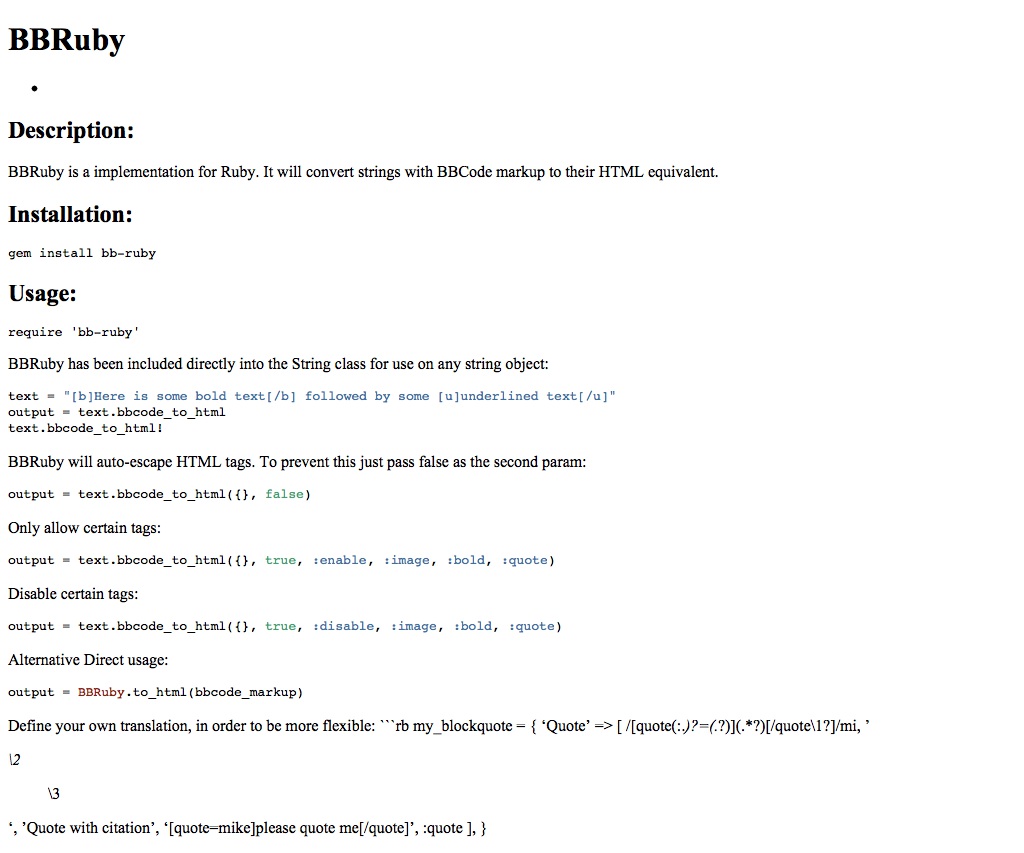 BBRuby
•
Description:
BBRuby is a implementation for Ruby. It will convert strings with BBCode markup to their HTML equivalent.
Installation:
gem install bb-ruby
Usage:
require 'bb-ruby'
BBRuby has been included directly into the String class for use on any string object:
text = "[b]Here is some bold text[/b] followed by some [u]underlined text[/u]"
output = text.bbcode_to_html
text.bbcode_to_html!
BBRuby will auto-escape HTML tags. To prevent this just pass false as the second param:
output = text.bbcode_to_html({}, false)
Only allow certain tags:
output = text.bbcode_to_html({}, true, :enable, :image, :bold, :quote)
Disable certain tags:
output = text.bbcode_to_html({}, true, :disable, :image, :bold, :quote)
Alternative Direct usage:
output = BBRuby.to_html(bbcode_markup)
Define your own translation, in order to be more flexible: ```rb my_blockquote = { ‘Quote’ => [ /[quote(:.)?=(.?)](.*?)[/quote\1?]/mi, ’
\2
\3
‘, ’Quote with citation’, ‘[quote=mike]please quote me[/quote]’, :quote ], }